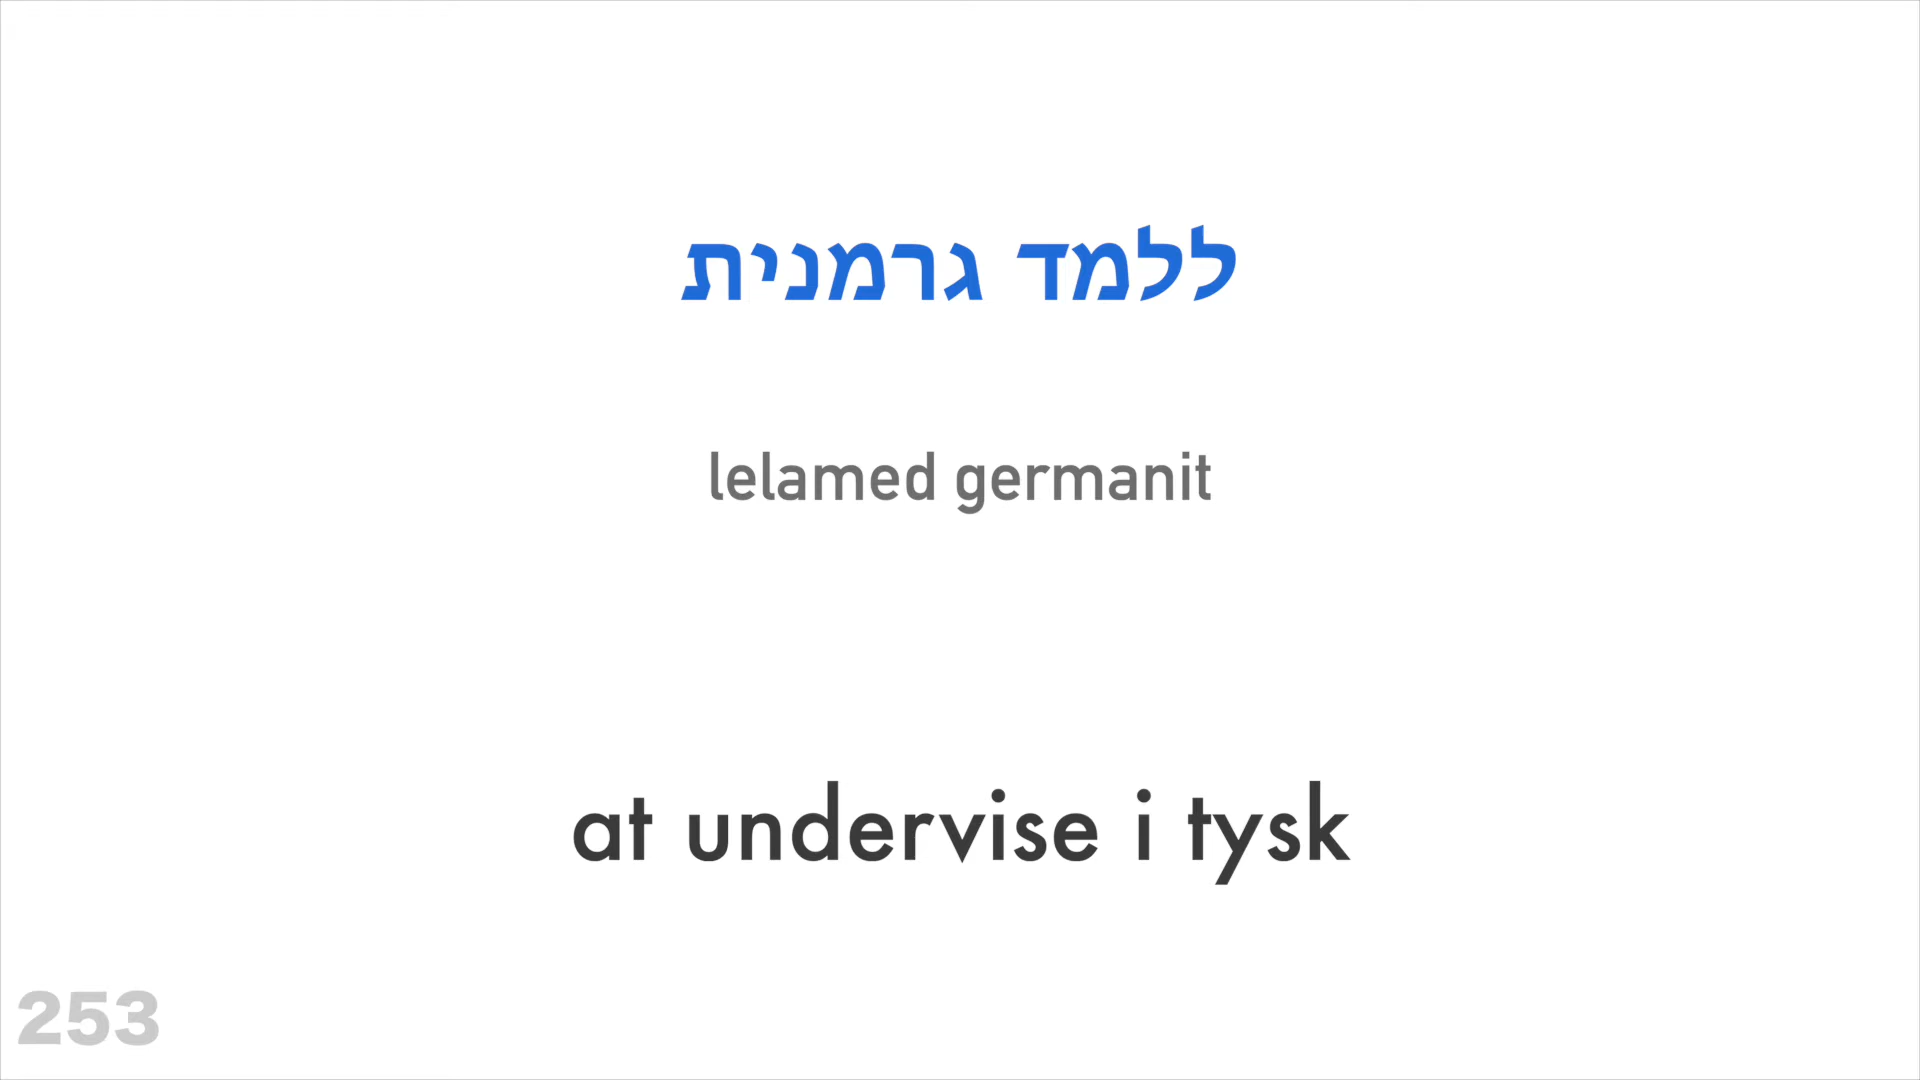 ללמד גרמנית
lelamed germanit
at undervise i tysk
253